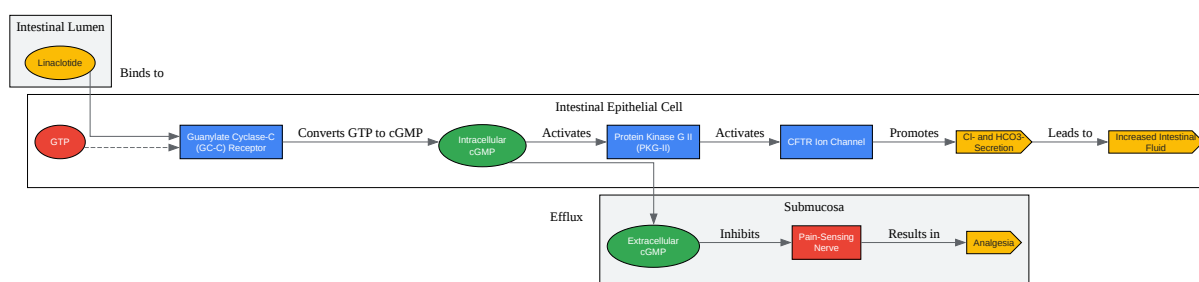 Intestinal Lumen
Linaclotide
Binds to
Intestinal Epithelial Cell
GTP
Guanylate Cyclase-C
(GC-C) Receptor
Converts GTP to cGMP
Intracellular
cGMP
Activates
Protein Kinase G II
(PKG-II)
Activates
CFTR Ion Channel
Promotes
Cl- and HCO3-
Secretion
Leads to
Increased Intestinal
Fluid
Efflux
Submucosa
Extracellular
cGMP
Inhibits
Pain-Sensing
Nerve
Results in
Analgesia